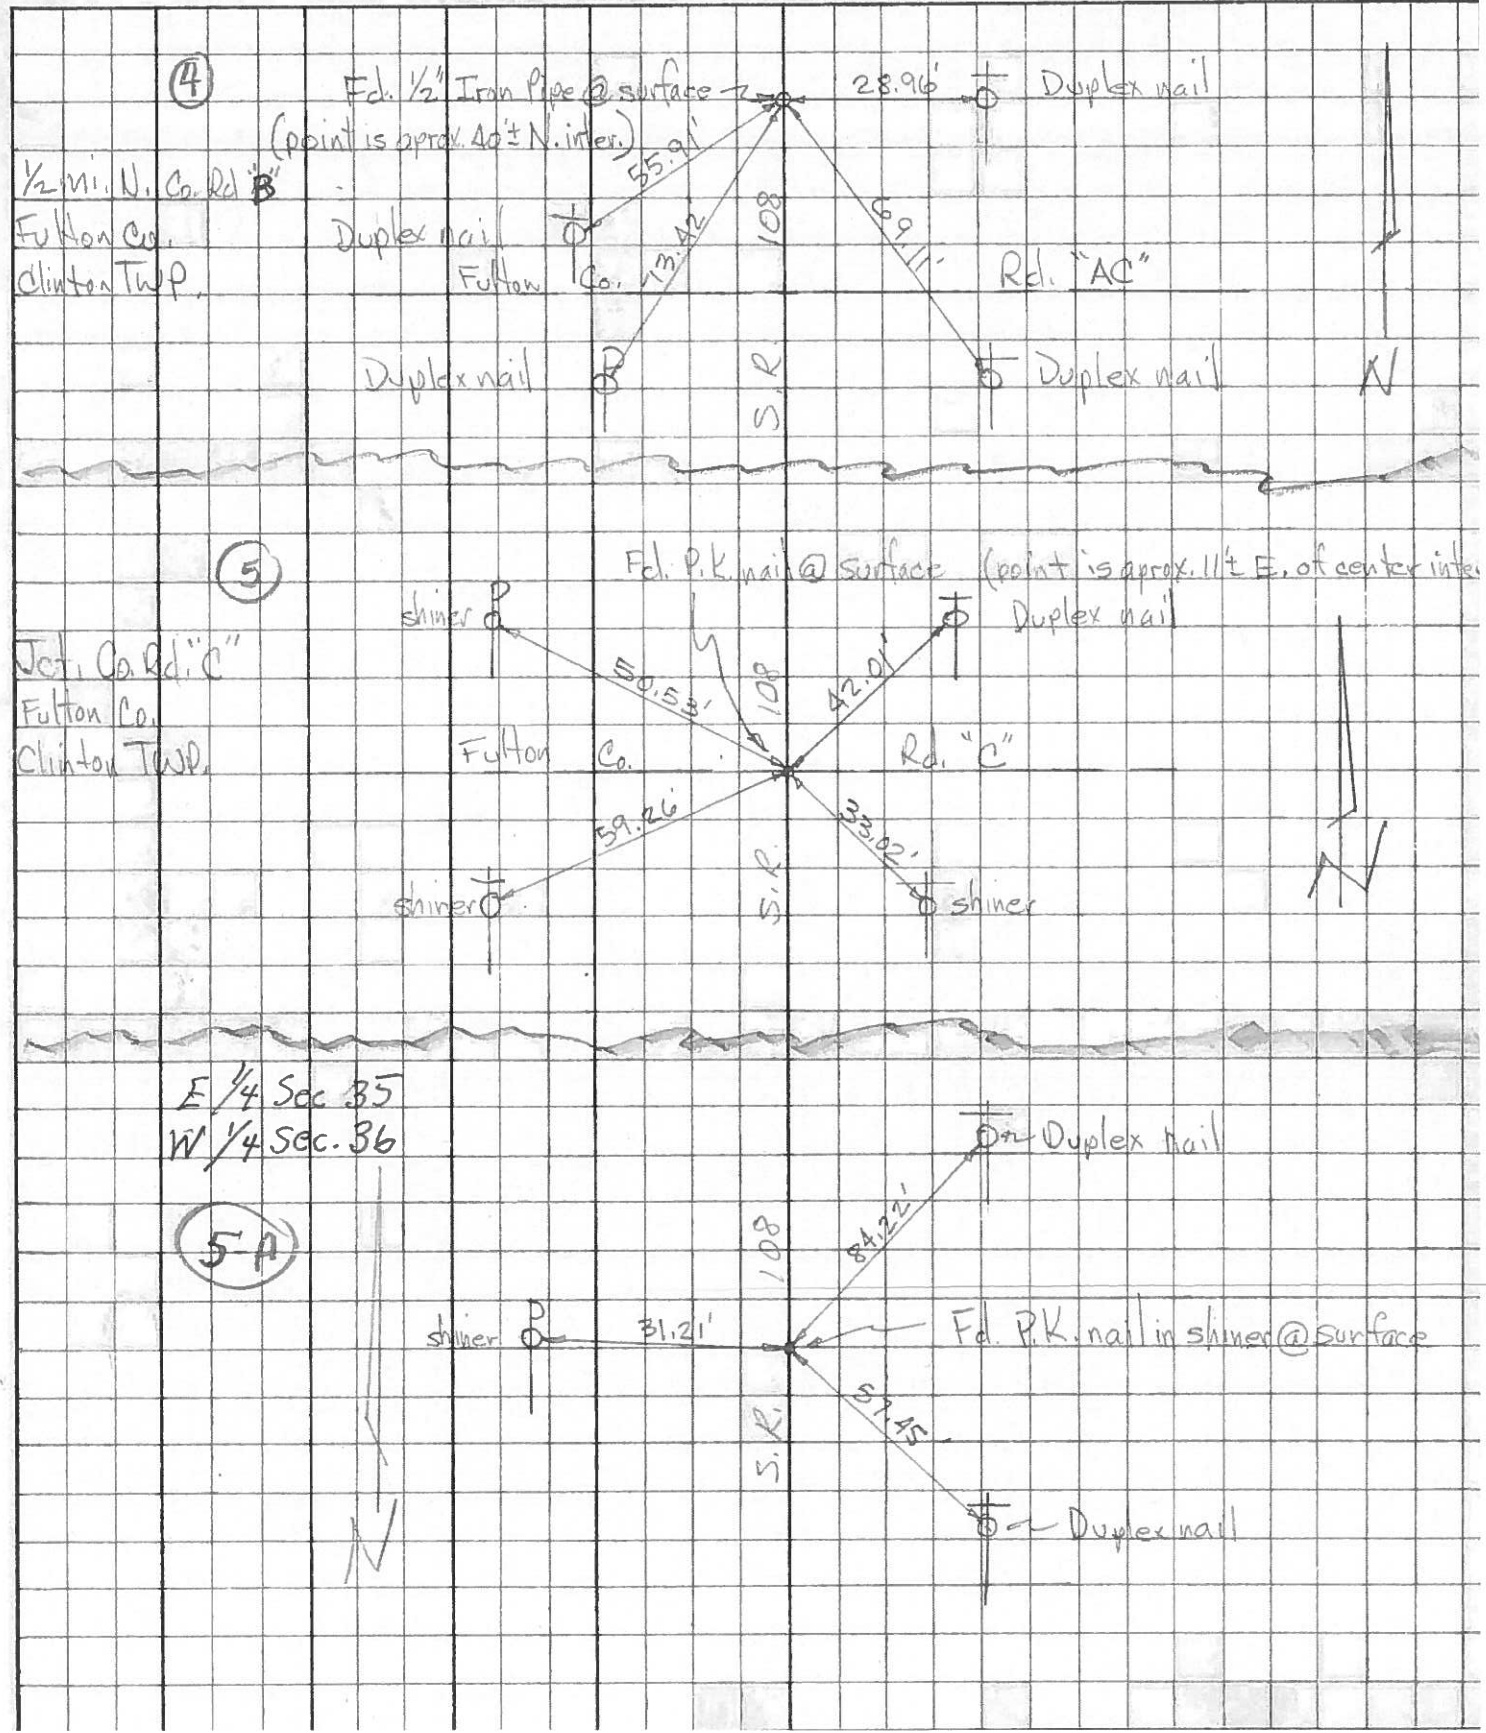 4
Fd. 1/2" Iron Pipe @ surface
28.96' Duplex nail
(point is aprox. 40'± N. inter.)
55.91'
1/2 mi. N. Co. Rd "B"
Fulton Co.
Clinton TWP.
Duplex nail
73.42'
S.R. 108
69.11'
Fulton Co. Rd. "AC"
Duplex nail
Duplex nail
N
5
Fd. P.K. nail @ surface (point is aprox. 11'± E. of center inte
shiner
Duplex nail
Jct. Co. Rd. "C"
Fulton Co.
Clinton TWP.
50.53'
S.R. 108
42.01'
Fulton Co. Rd. "C"
59.26'
33.02'
shiner
shiner
N
E 1/4 Sec 35
W 1/4 Sec. 36
5-A
Duplex nail
84.22'
S.R. 108
shiner 31.21'
Fd. P.K. nail in shiner @ surface
57.45
Duplex nail
N